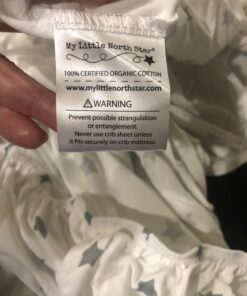 My Little North Star®
100% CERTIFIED ORGANIC COTTON
www.mylittlenorthstar.com
⚠WARNING
Prevent possible strangulation
or entanglement.
Never use crib sheet unless
it fits securely on crib mattress.